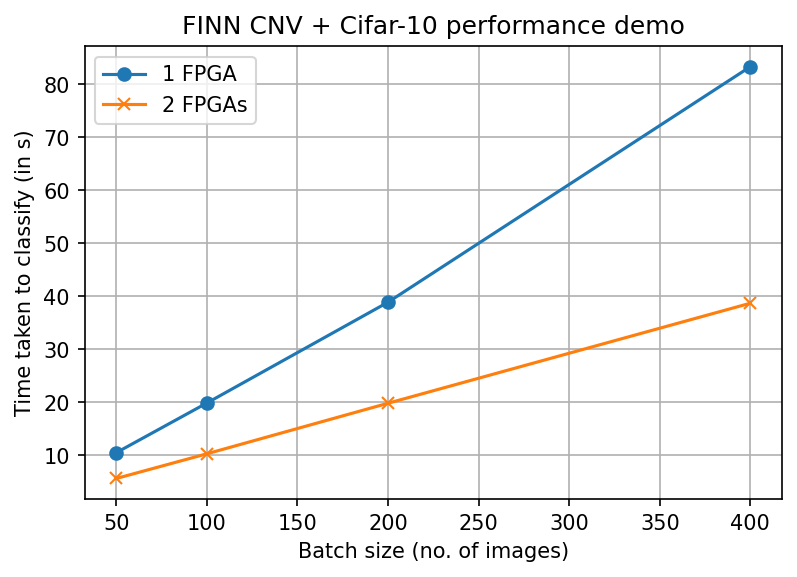 FINN CNV + Cifar-10 performance demo
1 FPGA
2 FPGAs
Time taken to classify (in s)
80
70
60
50
40
30
20
10
50 100 150 200 250 300 350 400
Batch size (no. of images)